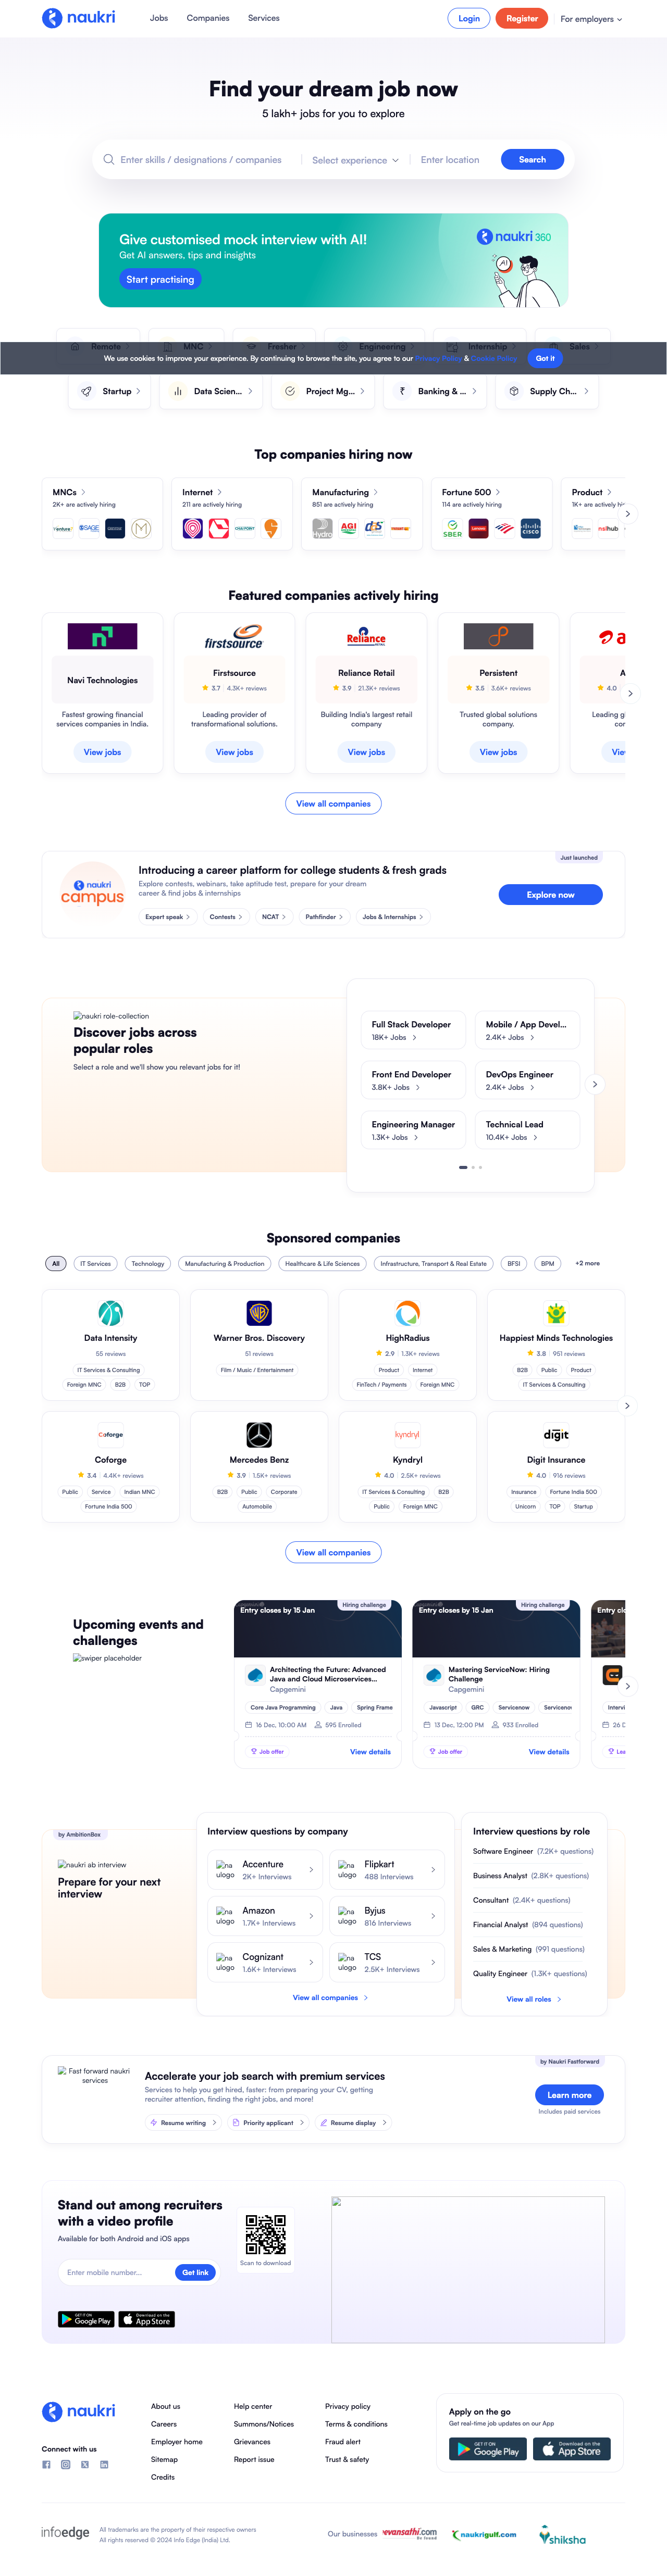 naukri
Jobs Companies Services
Login Register For employers
Find your dream job now
5 lakh+ jobs for you to explore
Enter skills / designations / companies Select experience Enter location Search
Give customised mock interview with AI!
Get AI answers, tips and insights
Start practising
naukri 360
AI
Remote MNC Fresher Engineering Internship Sales
We use cookies to improve your experience. By continuing to browse the site, you agree to our Privacy Policy & Cookie Policy Got it
Startup Data Scien... Project Mg... Banking & ... Supply Ch...
Top companies hiring now
MNCs Internet Manufacturing Fortune 500 Product
2K+ are actively hiring 211 are actively hiring 851 are actively hiring 114 are actively hiring 1K+ are actively hi
SAGE Hydro AGI SBER Lenovo CISCO
Featured companies actively hiring
firstsource Reliance RETAIL
Navi Technologies Firstsource Reliance Retail Persistent A
3.7 4.3K+ reviews 3.9 21.3K+ reviews 3.5 3.6K+ reviews 4.0
Fastest growing financial services companies in India.
Leading provider of transformational solutions.
Building India's largest retail company
Trusted global solutions company.
View jobs View jobs View jobs View jobs
View all companies
Just launched
naukri campus
Introducing a career platform for college students & fresh grads
Explore contests, webinars, take aptitude test, prepare for your dream
career & find jobs & internships
Explore now
Expert speak Contests NCAT Pathfinder Jobs & Internships
naukri role-collection
Discover jobs across
popular roles
Select a role and we'll show you relevant jobs for it!
Full Stack Developer Mobile / App Devel...
18K+ Jobs 2.4K+ Jobs
Front End Developer DevOps Engineer
3.8K+ Jobs 2.4K+ Jobs
Engineering Manager Technical Lead
1.3K+ Jobs 10.4K+ Jobs
Sponsored companies
All IT Services Technology Manufacturing & Production Healthcare & Life Sciences Infrastructure, Transport & Real Estate BFSI BPM +2 more
Data Intensity Warner Bros. Discovery HighRadius Happiest Minds Technologies
55 reviews 51 reviews 2.9 1.3K+ reviews 3.8 951 reviews
IT Services & Consulting Film / Music / Entertainment Product Internet B2B Public Product
Foreign MNC B2B TOP FinTech / Payments Foreign MNC IT Services & Consulting
Coforge kyndryl digit
Coforge Mercedes Benz Kyndryl Digit Insurance
3.4 4.4K+ reviews 3.9 1.5K+ reviews 4.0 2.5K+ reviews 4.0 916 reviews
Public Service Indian MNC B2B Public Corporate IT Services & Consulting B2B Insurance Fortune India 500
Fortune India 500 Automobile Public Foreign MNC Unicorn TOP Startup
View all companies
Upcoming events and
challenges
swiper placeholder
Hiring challenge Hiring challenge
Entry closes by 15 Jan Entry closes by 15 Jan Entry clo
Architecting the Future: Advanced
Java and Cloud Microservices...
Capgemini
Core Java Programming Java Spring Frame
16 Dec, 10:00 AM 595 Enrolled
Job offer View details
Mastering ServiceNow: Hiring
Challenge
Capgemini
Javascript GRC Servicenow Servicenov
13 Dec, 12:00 PM 933 Enrolled
Job offer View details
Intervi
26 D
Lea
by AmbitionBox
naukri ab interview
Prepare for your next
interview
Interview questions by company
naulogo Accenture 2K+ Interviews
naulogo Flipkart 488 Interviews
naulogo Amazon 1.7K+ Interviews
naulogo Byjus 816 Interviews
naulogo Cognizant 1.6K+ Interviews
naulogo TCS 2.5K+ Interviews
View all companies
Interview questions by role
Software Engineer (7.2K+ questions)
Business Analyst (2.8K+ questions)
Consultant (2.4K+ questions)
Financial Analyst (894 questions)
Sales & Marketing (991 questions)
Quality Engineer (1.3K+ questions)
View all roles
by Naukri Fastforward
Fast forward naukri
services
Accelerate your job search with premium services
Services to help you get hired, faster: from preparing your CV, getting
recruiter attention, finding the right jobs, and more!
Learn more
Includes paid services
Resume writing Priority applicant Resume display
Stand out among recruiters
with a video profile
Available for both Android and iOS apps
Enter mobile number... Get link
Scan to download
GET IT ON Google Play Download on the App Store
naukri
Connect with us
About us Help center Privacy policy
Careers Summons/Notices Terms & conditions
Employer home Grievances Fraud alert
Sitemap Report issue Trust & safety
Credits
Apply on the go
Get real-time job updates on our App
GET IT ON Google Play Download on the App Store
infoedge
All trademarks are the property of their respective owners
All rights reserved © 2024 Info Edge (India) Ltd.
Our businesses jeevansathi.com Be found naukrigulf.com shiksha